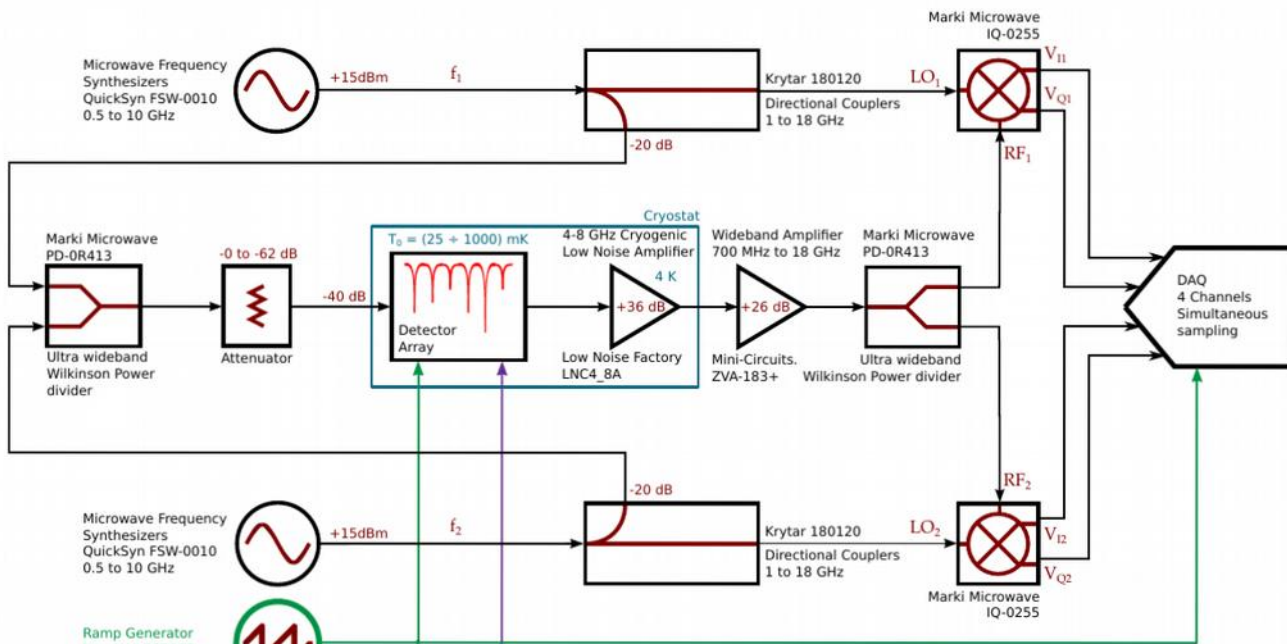 Marki Microwave
IQ-0255
Microwave Frequency
Synthesizers
QuickSyn FSW-0010
0.5 to 10 GHz
+15dBm
f₁
Krytar 180120
Directional Couplers
1 to 18 GHz
-20 dB
LO₁
V_I1
V_Q1
RF₁
Cryostat
Marki Microwave
PD-0R413
Ultra wideband
Wilkinson Power
divider
-0 to -62 dB
Attenuator
-40 dB
T₀ = (25 ÷ 1000) mK
Detector
Array
4-8 GHz Cryogenic
Low Noise Amplifier
4 K
+36 dB
Low Noise Factory
LNC4_8A
Wideband Amplifier
700 MHz to 18 GHz
+26 dB
Mini-Circuits.
ZVA-183+
Marki Microwave
PD-0R413
Ultra wideband
Wilkinson Power divider
DAQ
4 Channels
Simultaneous
sampling
Microwave Frequency
Synthesizers
QuickSyn FSW-0010
0.5 to 10 GHz
+15dBm
f₂
-20 dB
Krytar 180120
Directional Couplers
1 to 18 GHz
LO₂
RF₂
V_I2
V_Q2
Marki Microwave
IQ-0255
Ramp Generator